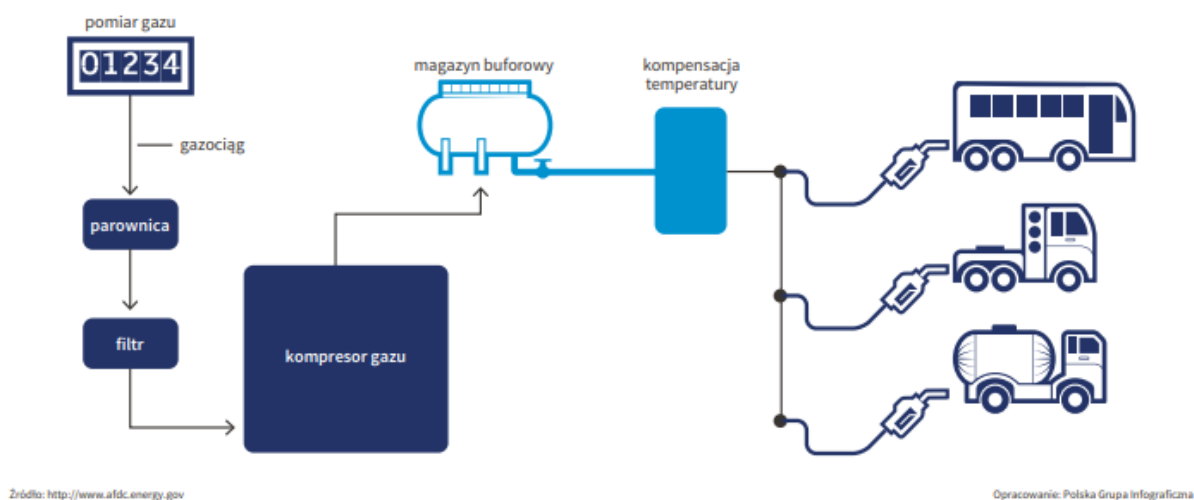 pomiar gazu
01234
gazociąg
parownica
filtr
kompresor gazu
magazyn buforowy
kompensacja
temperatury
Źródło: http://www.afdc.energy.gov
Opracowanie: Polska Grupa Infograficzna